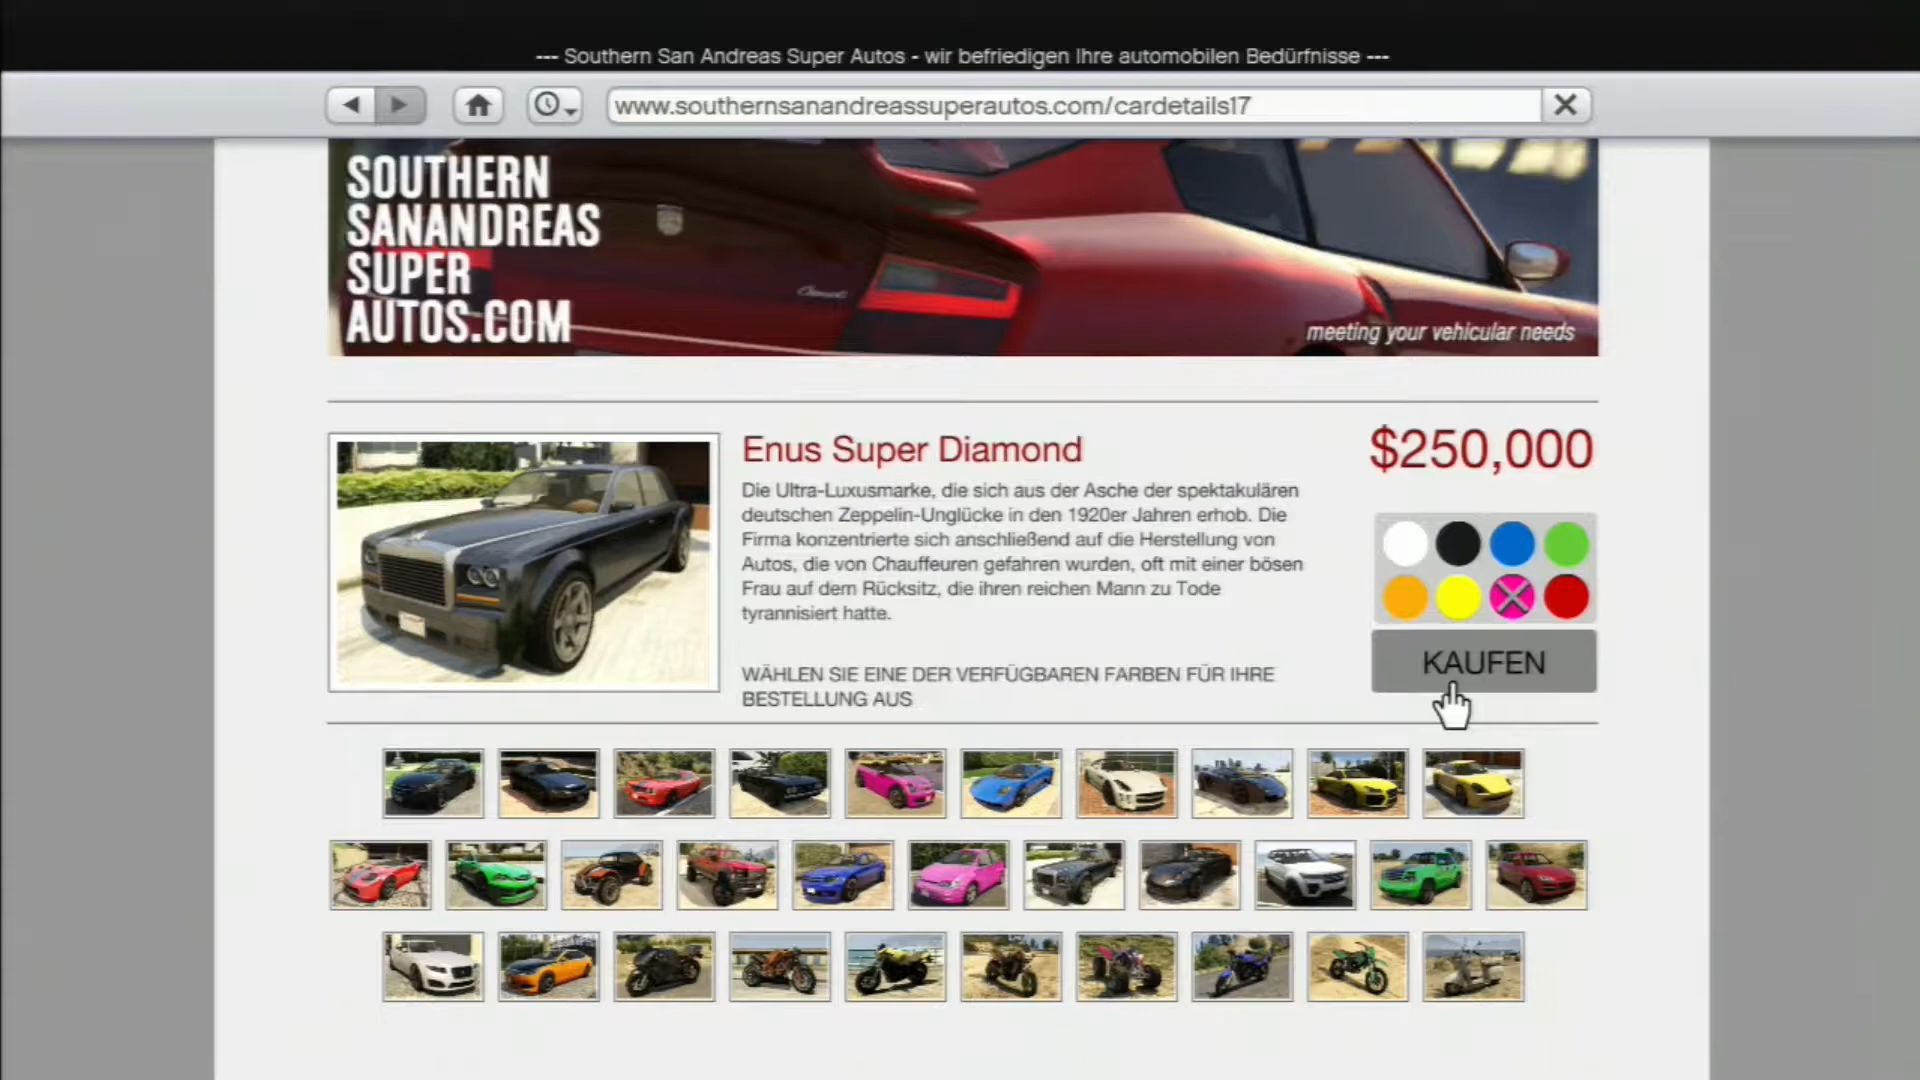 --- Southern San Andreas Super Autos - wir befriedigen Ihre automobilen Bedürfnisse ---
www.southernsanandreassuperautos.com/cardetails17
SOUTHERN
SANANDREAS
SUPER
AUTOS.COM
meeting your vehicular needs
Enus Super Diamond
$250,000
Die Ultra-Luxusmarke, die sich aus der Asche der spektakulären
deutschen Zeppelin-Unglücke in den 1920er Jahren erhob. Die
Firma konzentrierte sich anschließend auf die Herstellung von
Autos, die von Chauffeuren gefahren wurden, oft mit einer bösen
Frau auf dem Rücksitz, die ihren reichen Mann zu Tode
tyrannisiert hatte.
WÄHLEN SIE EINE DER VERFÜGBAREN FARBEN FÜR IHRE
BESTELLUNG AUS
KAUFEN